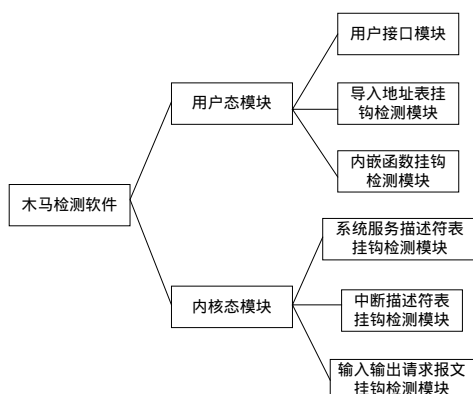 用户接口模块
导入地址表挂
钩检测模块
用户态模块
内嵌函数挂钩
检测模块
木马检测软件
系统服务描述符表
挂钩检测模块
内核态模块
中断描述符表
挂钩检测模块
输入输出请求报文
挂钩检测模块